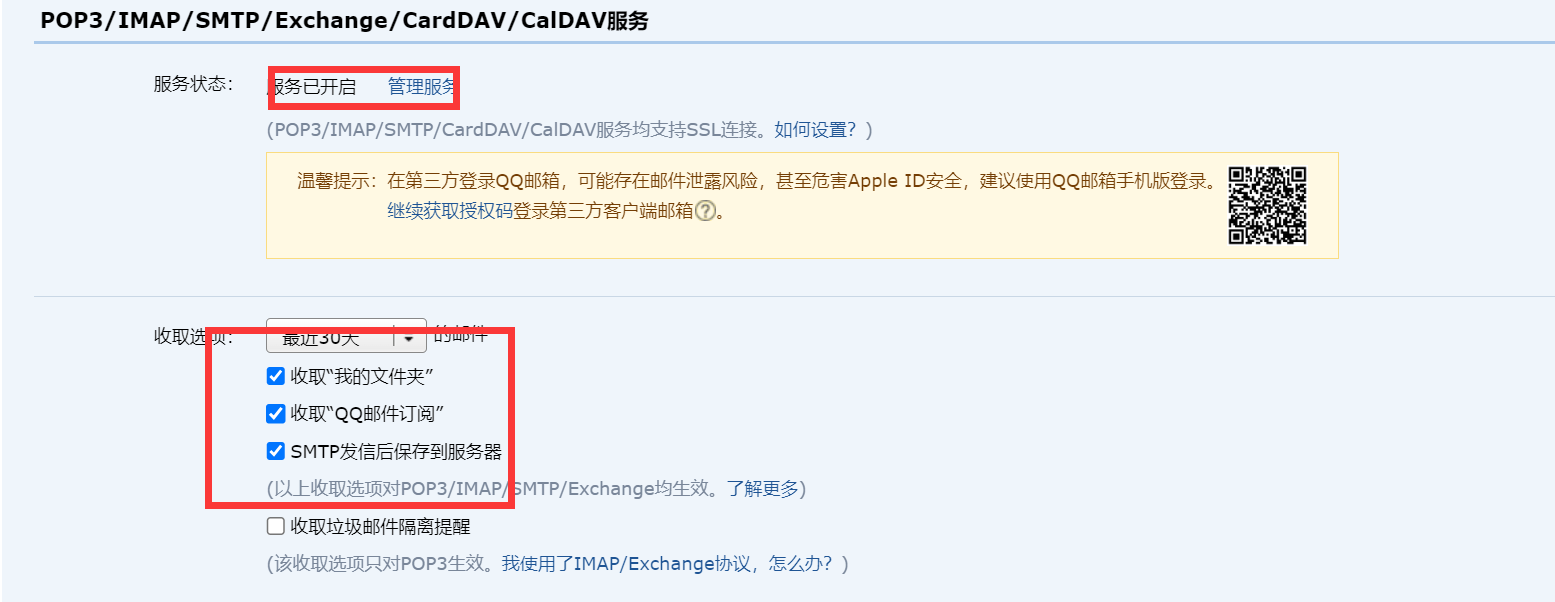 POP3/IMAP/SMTP/Exchange/CardDAV/CalDAV服务
服务状态： 服务已开启 管理服务
(POP3/IMAP/SMTP/CardDAV/CalDAV服务均支持SSL连接。如何设置？)
温馨提示：在第三方登录QQ邮箱，可能存在邮件泄露风险，甚至危害Apple ID安全，建议使用QQ邮箱手机版登录。
继续获取授权码登录第三方客户端邮箱?。
收取选项： 最近30天 的邮件
收取“我的文件夹”
收取“QQ邮件订阅”
SMTP发信后保存到服务器
(以上收取选项对POP3/IMAP/SMTP/Exchange均生效。了解更多)
收取垃圾邮件隔离提醒
(该收取选项只对POP3生效。我使用了IMAP/Exchange协议，怎么办？)